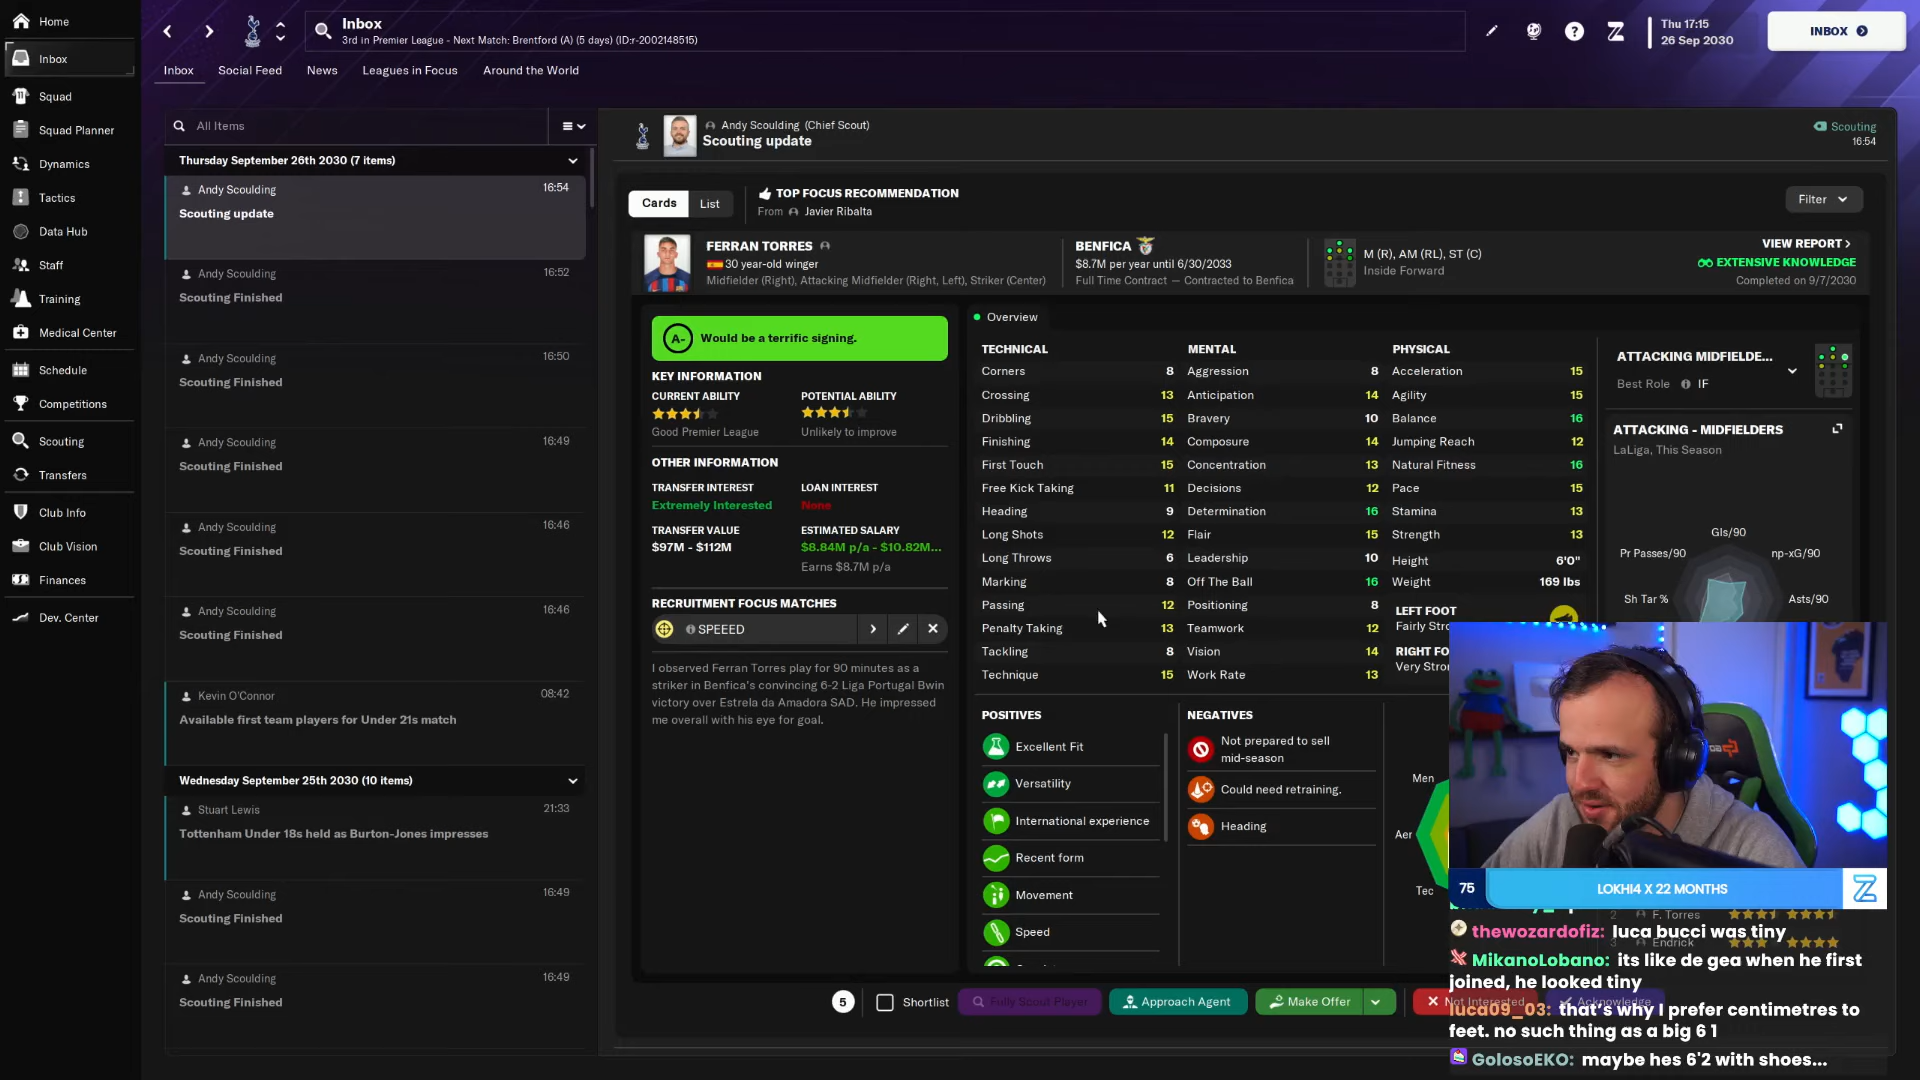 Home
Inbox
Squad
Squad Planner
Dynamics
Tactics
Data Hub
Staff
Training
Medical Center
Schedule
Competitions
Scouting
Transfers
Club Info
Club Vision
Finances
Dev. Center
Inbox
3rd in Premier League - Next Match: Brentford (A) (5 days) (ID:r-2002148515)
Thu 17:15
26 Sep 2030
INBOX
Inbox
Social Feed
News
Leagues in Focus
Around the World
All Items
Thursday September 26th 2030 (7 items)
Andy Scoulding 16:54
Scouting update
Andy Scoulding 16:52
Scouting Finished
Andy Scoulding 16:50
Scouting Finished
Andy Scoulding 16:49
Scouting Finished
Andy Scoulding 16:46
Scouting Finished
Andy Scoulding 16:46
Scouting Finished
Kevin O'Connor 08:42
Available first team players for Under 21s match
Wednesday September 25th 2030 (10 items)
Stuart Lewis 21:33
Tottenham Under 18s held as Burton-Jones impresses
Andy Scoulding 16:49
Scouting Finished
Andy Scoulding 16:49
Scouting Finished
Andy Scoulding (Chief Scout)
Scouting update
Scouting
16:54
Cards
List
TOP FOCUS RECOMMENDATION
From Javier Ribalta
Filter
FERRAN TORRES
30 year-old winger
Midfielder (Right), Attacking Midfielder (Right, Left), Striker (Center)
BENFICA
$8.7M per year until 6/30/2033
Full Time Contract — Contracted to Benfica
M (R), AM (RL), ST (C)
Inside Forward
VIEW REPORT
EXTENSIVE KNOWLEDGE
Completed on 9/7/2030
A- Would be a terrific signing.
KEY INFORMATION
CURRENT ABILITY
POTENTIAL ABILITY
Good Premier League
Unlikely to improve
OTHER INFORMATION
TRANSFER INTEREST
LOAN INTEREST
Extremely Interested
None
TRANSFER VALUE
ESTIMATED SALARY
$97M - $112M
$8.84M p/a - $10.82M...
Earns $8.7M p/a
RECRUITMENT FOCUS MATCHES
SPEEED
I observed Ferran Torres play for 90 minutes as a
striker in Benfica's convincing 6-2 Liga Portugal Bwin
victory over Estrela da Amadora SAD. He impressed
me overall with his eye for goal.
Overview
TECHNICAL
Corners 8
Crossing 13
Dribbling 15
Finishing 14
First Touch 15
Free Kick Taking 11
Heading 9
Long Shots 12
Long Throws 6
Marking 8
Passing 12
Penalty Taking 13
Tackling 8
Technique 15
MENTAL
Aggression 8
Anticipation 14
Bravery 10
Composure 14
Concentration 13
Decisions 12
Determination 16
Flair 15
Leadership 10
Off The Ball 16
Positioning 8
Teamwork 12
Vision 14
Work Rate 13
PHYSICAL
Acceleration 15
Agility 15
Balance 16
Jumping Reach 12
Natural Fitness 16
Pace 15
Stamina 13
Strength 13
Height 6'0"
Weight 169 lbs
LEFT FOOT
Fairly Stro
RIGHT FO
Very Stron
ATTACKING MIDFIELDE...
Best Role IF
ATTACKING - MIDFIELDERS
LaLiga, This Season
Gls/90
Pr Passes/90
np-xG/90
Sh Tar %
Asts/90
POSITIVES
Excellent Fit
Versatility
International experience
Recent form
Movement
Speed
NEGATIVES
Not prepared to sell
mid-season
Could need retraining.
Heading
Men
Aer
Tec
5
Shortlist
Fully Scout Player
Approach Agent
Make Offer
Not Interested
Acknowledge
75
LOKHI4 X 22 MONTHS
Z
2 F. Torres
3 Endrick
thewozardofiz: luca bucci was tiny
MikanoLobano: its like de gea when he first
joined, he looked tiny
luca09_03: that's why I prefer centimetres to
feet. no such thing as a big 6 1
GolosoEKO: maybe hes 6'2 with shoes...